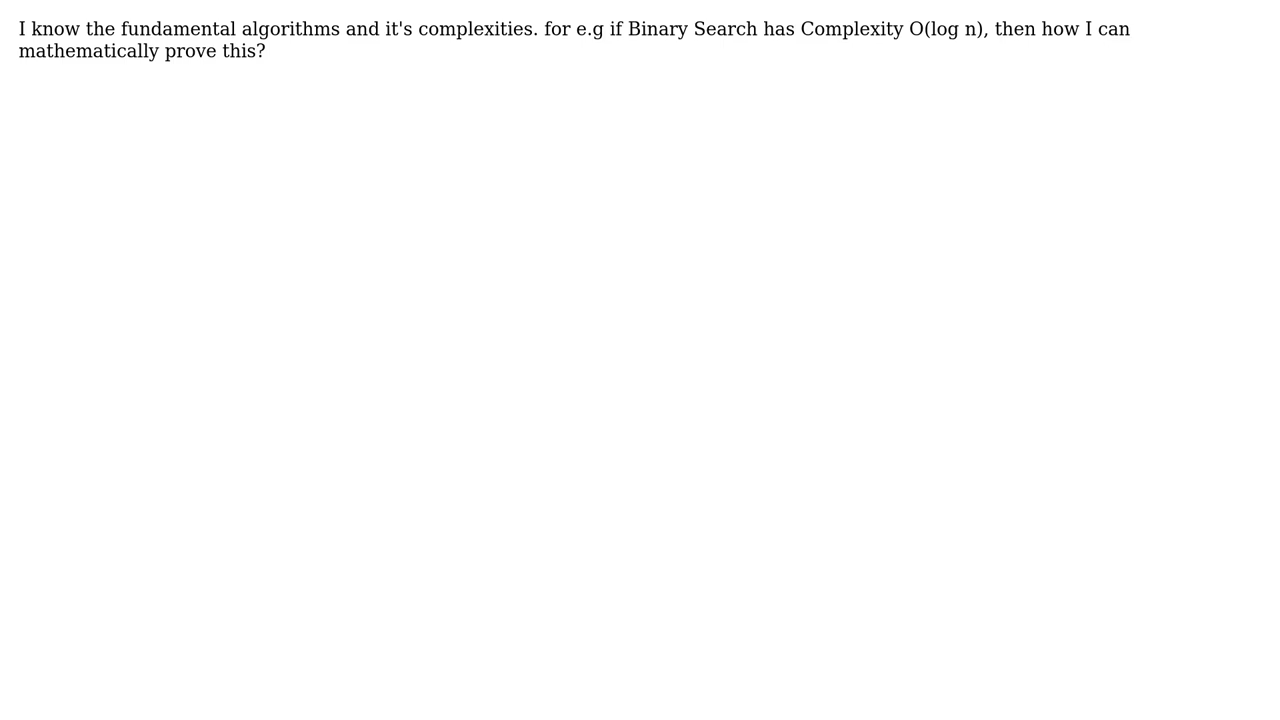 I know the fundamental algorithms and it's complexities. for e.g if Binary Search has Complexity O(log n), then how I can
mathematically prove this?